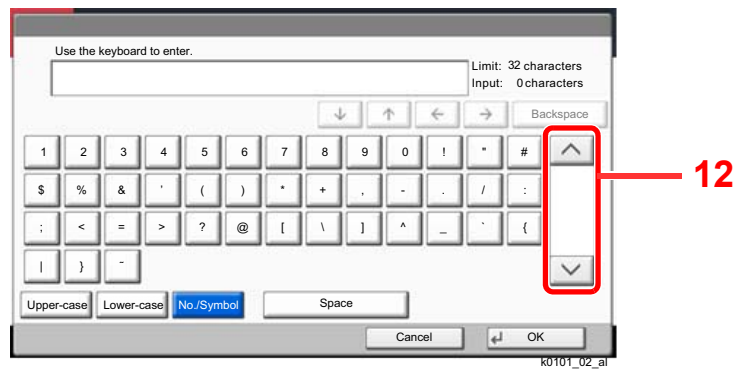 Use the keyboard to enter.
Limit: 32 characters
Input: 0 characters
↓ ↑ ← → Backspace
1 2 3 4 5 6 7 8 9 0 ! " #
$ % & ' ( ) * + , - . / :
; < = > ? @ [ \ ] ^ _ ` {
| } ~
12
Upper-case Lower-case No./Symbol Space
Cancel ↵ OK
k0101_02_al